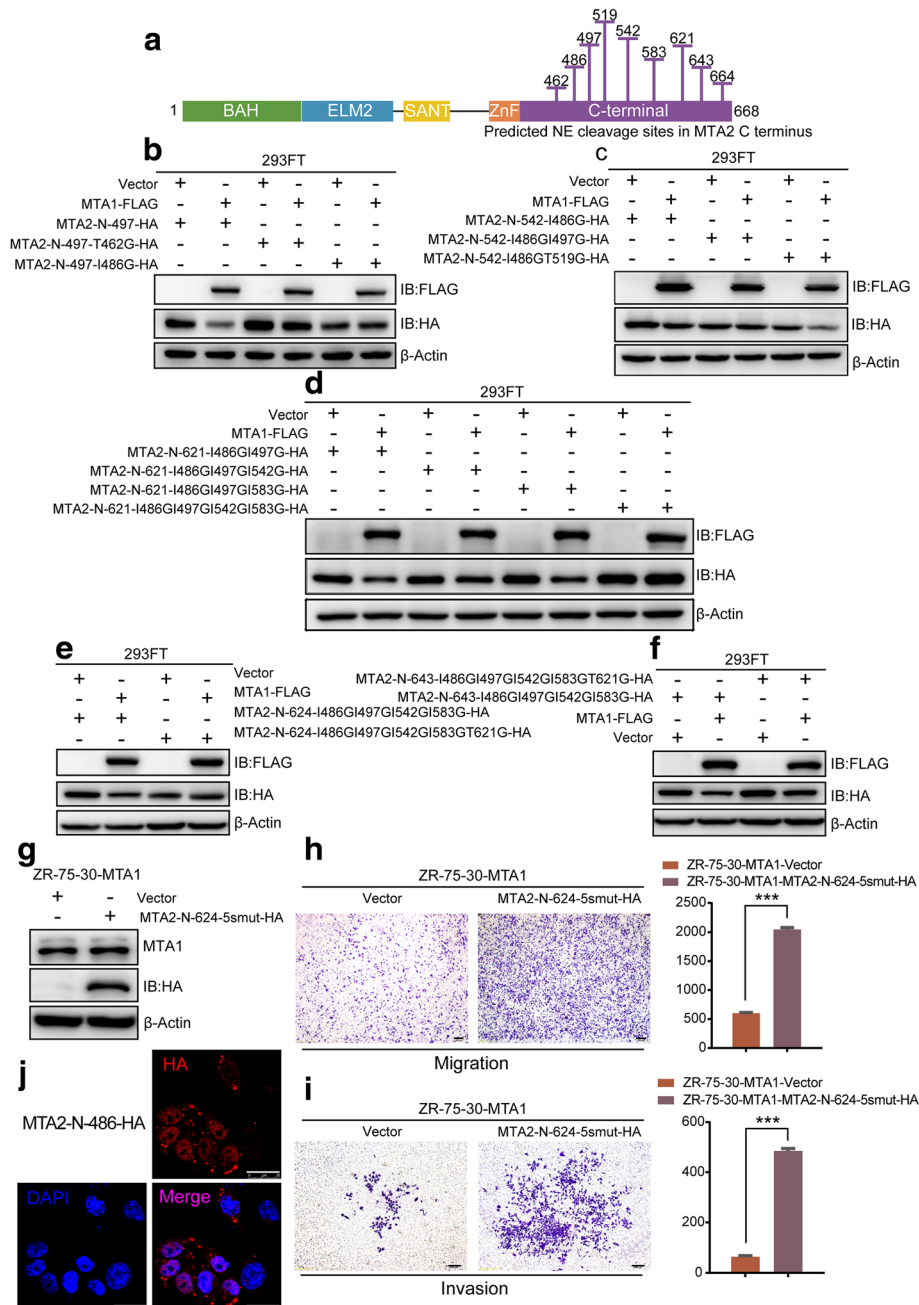 a
519
542
497
621
486
583
643
462
664
1
BAH
ELM2
SANT
ZnF
C-terminal
668
Predicted NE cleavage sites in MTA2 C terminus
b
293FT
Vector + - + - + -
MTA1-FLAG - + - + - +
MTA2-N-497-HA + + - - - -
MTA2-N-497-T462G-HA - - + + - -
MTA2-N-497-I486G-HA - - - - + +
IB:FLAG
IB:HA
β-Actin
c
293FT
Vector + - + - + -
MTA1-FLAG - + - + - +
MTA2-N-542-I486G-HA + + - - - -
MTA2-N-542-I486GI497G-HA - - + + - -
MTA2-N-542-I486GT519G-HA - - - - + +
IB:FLAG
IB:HA
β-Actin
d
293FT
Vector + - + - + - + -
MTA1-FLAG - + - + - + - +
MTA2-N-621-I486GI497G-HA + + - - - - - -
MTA2-N-621-I486GI497GI542G-HA - - + + - - - -
MTA2-N-621-I486GI497GI583G-HA - - - - + + - -
MTA2-N-621-I486GI497GI542GI583G-HA - - - - - - + +
IB:FLAG
IB:HA
β-Actin
e
293FT
+ - + - Vector
- + - + MTA1-FLAG
+ + - - MTA2-N-624-I486GI497GI542GI583G-HA
- - + + MTA2-N-624-I486GI497GI542GI583GT621G-HA
IB:FLAG
IB:HA
β-Actin
f
293FT
MTA2-N-643-I486GI497GI542GI583GT621G-HA - - + +
MTA2-N-643-I486GI497GI542GI583G-HA + + - -
MTA1-FLAG - + - +
Vector + - + -
IB:FLAG
IB:HA
β-Actin
g
ZR-75-30-MTA1
+ - Vector
- + MTA2-N-624-5smut-HA
MTA1
IB:HA
β-Actin
h
ZR-75-30-MTA1
Vector
MTA2-N-624-5smut-HA
Migration
ZR-75-30-MTA1-Vector
ZR-75-30-MTA1-MTA2-N-624-5smut-HA
2500
2000
1500
1000
500
0
***
i
ZR-75-30-MTA1
Vector
MTA2-N-624-5smut-HA
Invasion
ZR-75-30-MTA1-Vector
ZR-75-30-MTA1-MTA2-N-624-5smut-HA
600
400
200
0
***
j
MTA2-N-486-HA
HA
DAPI
Merge